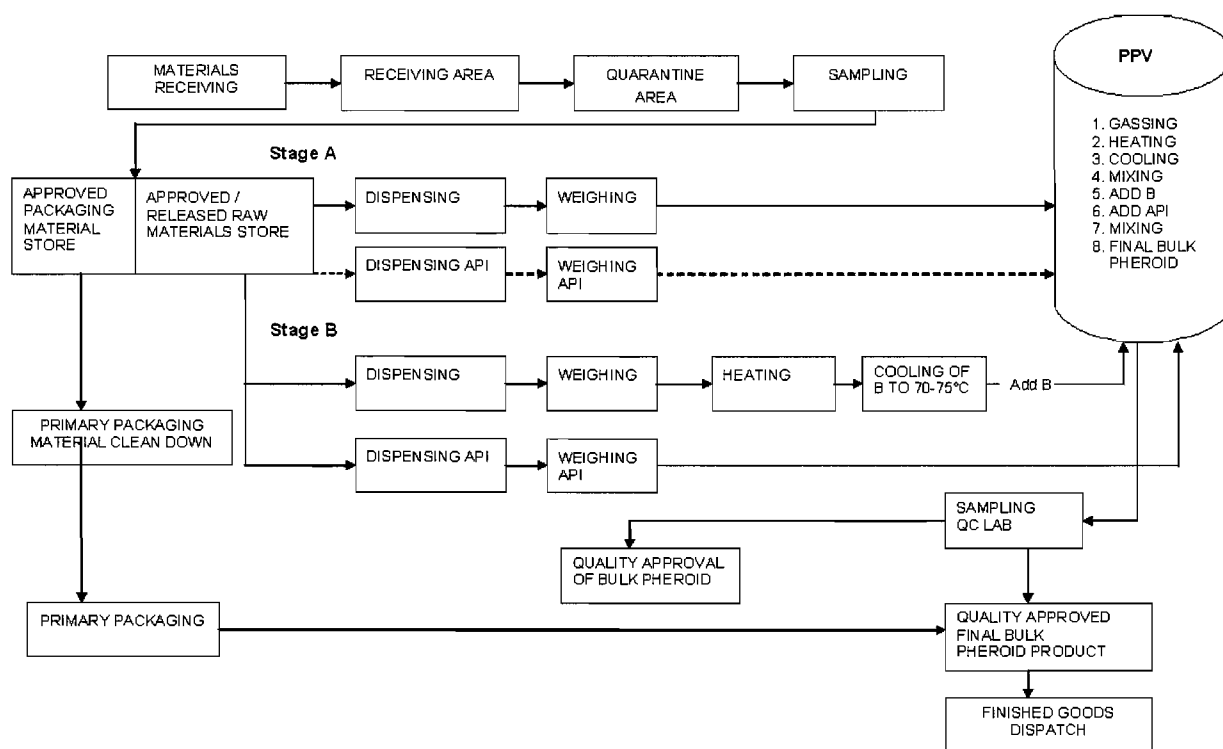 PPV
MATERIALS
RECEIVING
RECEIVING AREA
QUARANTINE
AREA
SAMPLING
1. GASSING
2. HEATING
3. COOLING
4. MIXING
5. ADD B
6. ADD API
7. MIXING
8. FINAL BULK
PHEROID
Stage A
APPROVED
PACKAGING
MATERIAL
STORE
APPROVED /
RELEASED RAW
MATERIALS STORE
DISPENSING
WEIGHING
DISPENSING API
WEIGHING
API
Stage B
DISPENSING
WEIGHING
HEATING
COOLING OF
B TO 70-75°C
Add B
PRIMARY PACKAGING
MATERIAL CLEAN DOWN
DISPENSING API
WEIGHING
API
SAMPLING
QC LAB
QUALITY APPROVAL
OF BULK PHEROID
PRIMARY PACKAGING
QUALITY APPROVED
FINAL BULK
PHEROID PRODUCT
FINISHED GOODS
DISPATCH